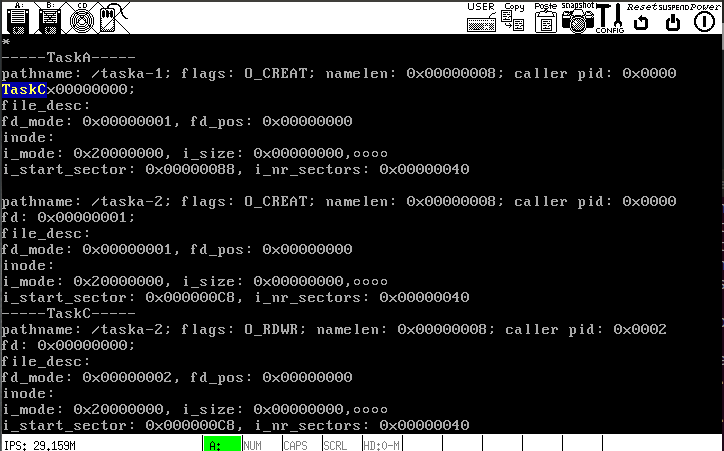 A: B: CD USER Copy Paste snapshot CONFIG Reset SUSPEND Power
*
-----TaskA-----
pathname: /taska-1; flags: O_CREAT; namelen: 0x00000008; caller pid: 0x0000
TaskCx00000000;
file_desc:
fd_mode: 0x00000001, fd_pos: 0x00000000
inode:
i_mode: 0x20000000, i_size: 0x00000000,
i_start_sector: 0x00000088, i_nr_sectors: 0x00000040
pathname: /taska-2; flags: O_CREAT; namelen: 0x00000008; caller pid: 0x0000
fd: 0x00000001;
file_desc:
fd_mode: 0x00000001, fd_pos: 0x00000000
inode:
i_mode: 0x20000000, i_size: 0x00000000,
i_start_sector: 0x000000C8, i_nr_sectors: 0x00000040
-----TaskC-----
pathname: /taska-2; flags: O_RDWR; namelen: 0x00000008; caller pid: 0x0002
fd: 0x00000000;
file_desc:
fd_mode: 0x00000002, fd_pos: 0x00000000
inode:
i_mode: 0x20000000, i_size: 0x00000000,
i_start_sector: 0x000000C8, i_nr_sectors: 0x00000040
IPS: 29.159M A: NUM CAPS SCRL HD:0-M